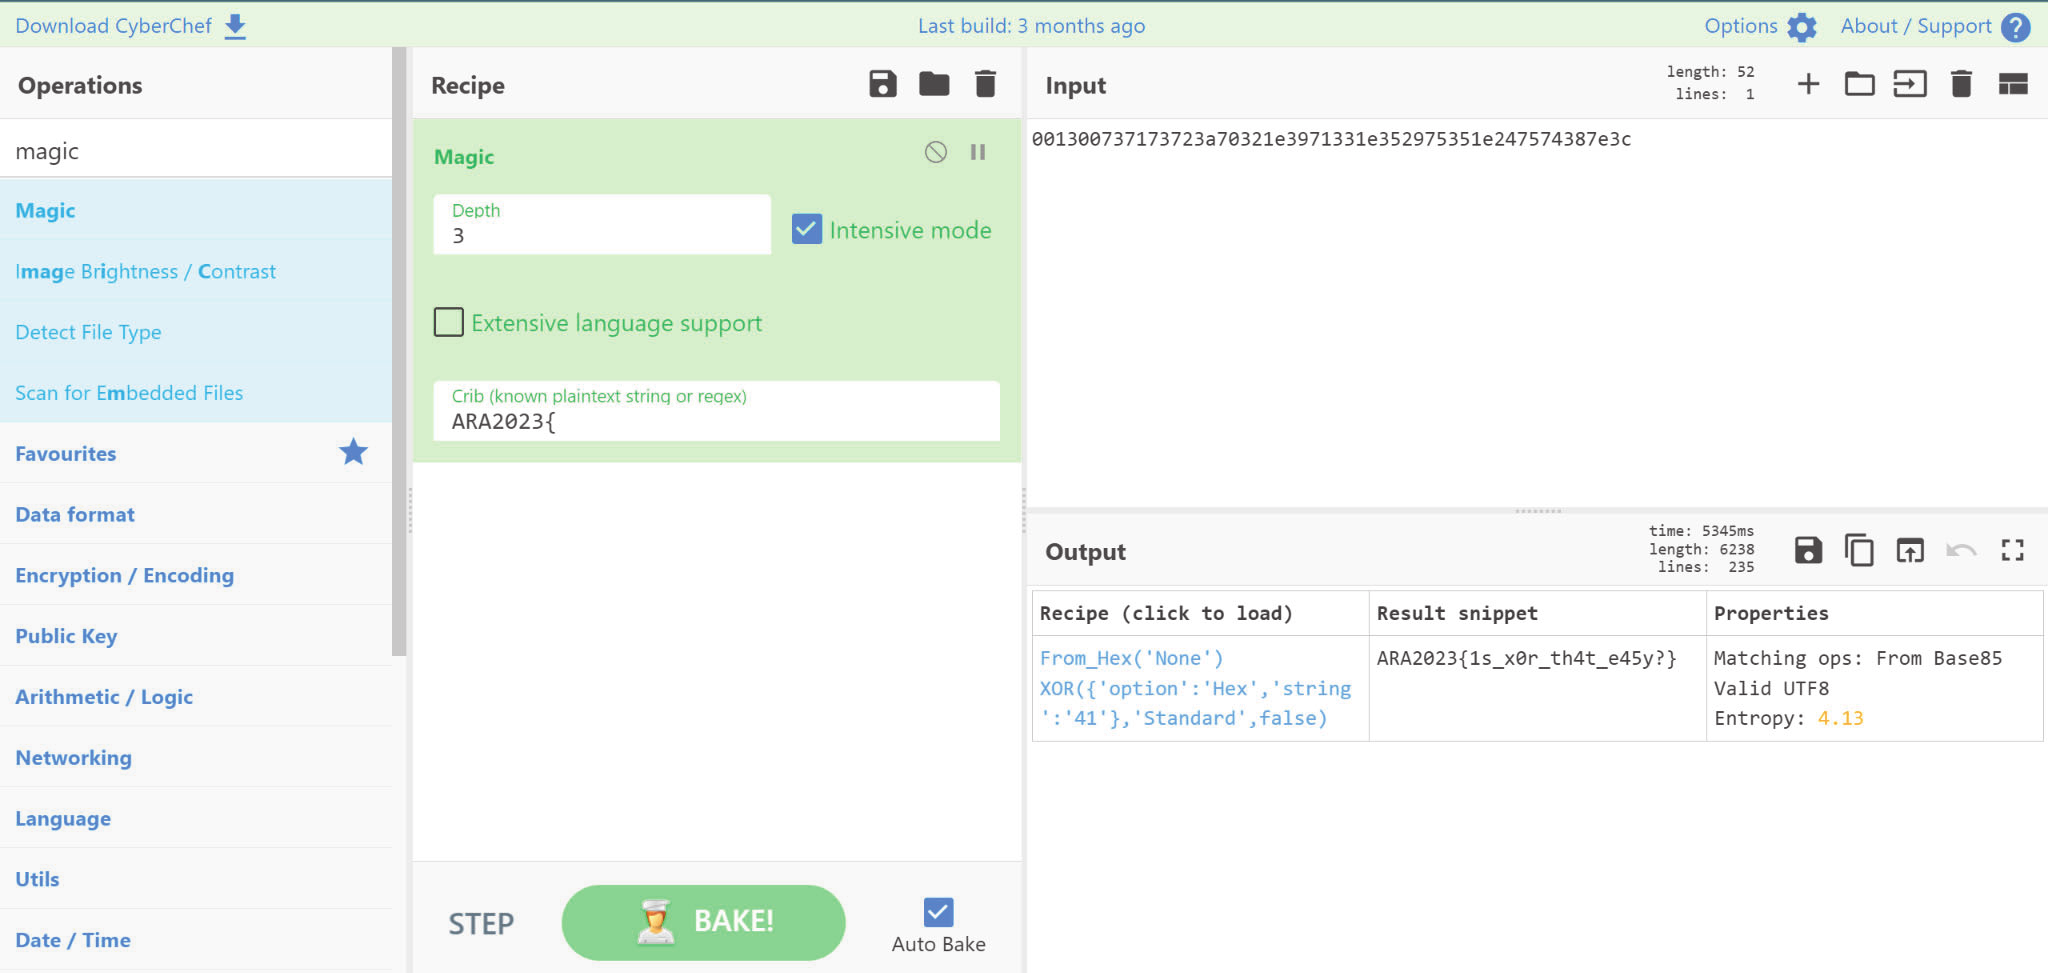 Download CyberChef
Last build: 3 months ago
Options
About / Support
Operations
magic
Magic
Image Brightness / Contrast
Detect File Type
Scan for Embedded Files
Favourites
Data format
Encryption / Encoding
Public Key
Arithmetic / Logic
Networking
Language
Utils
Date / Time
Recipe
Magic
Depth
3
Intensive mode
Extensive language support
Crib (known plaintext string or regex)
ARA2023{
STEP
BAKE!
Auto Bake
Input
length: 52
lines: 1
001300737173723a70321e3971331e352975351e247574387e3c
Output
time: 5345ms
length: 6238
lines: 235
Recipe (click to load)
Result snippet
Properties
From_Hex('None')
XOR({'option':'Hex','string
':'41'},'Standard',false)
ARA2023{1s_x0r_th4t_e45y?}
Matching ops: From Base85
Valid UTF8
Entropy: 4.13